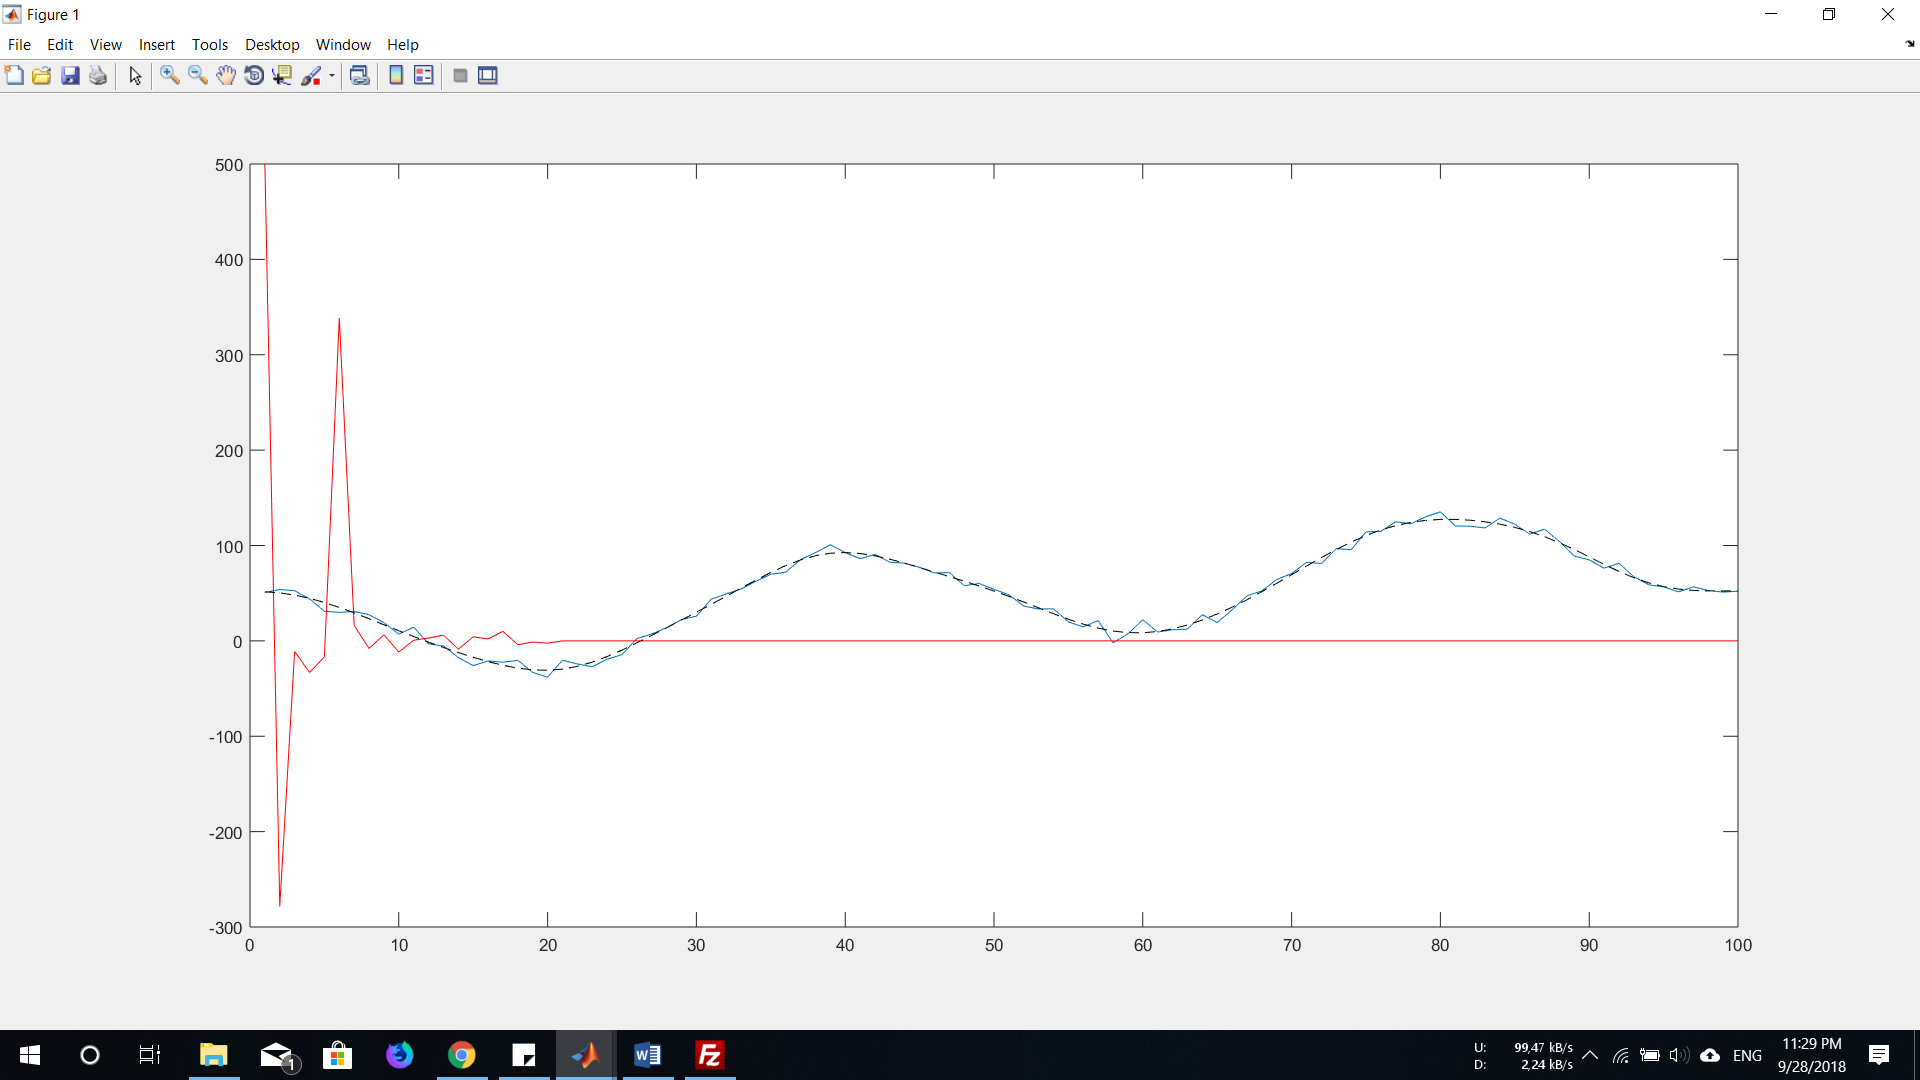 Figure 1
File Edit View Insert Tools Desktop Window Help
500
400
300
200
100
0
-100
-200
-300
0 10 20 30 40 50 60 70 80 90 100
1
W
Fz
U: 99,47 kB/s
D: 2,24 kB/s
ENG
11:29 PM
9/28/2018